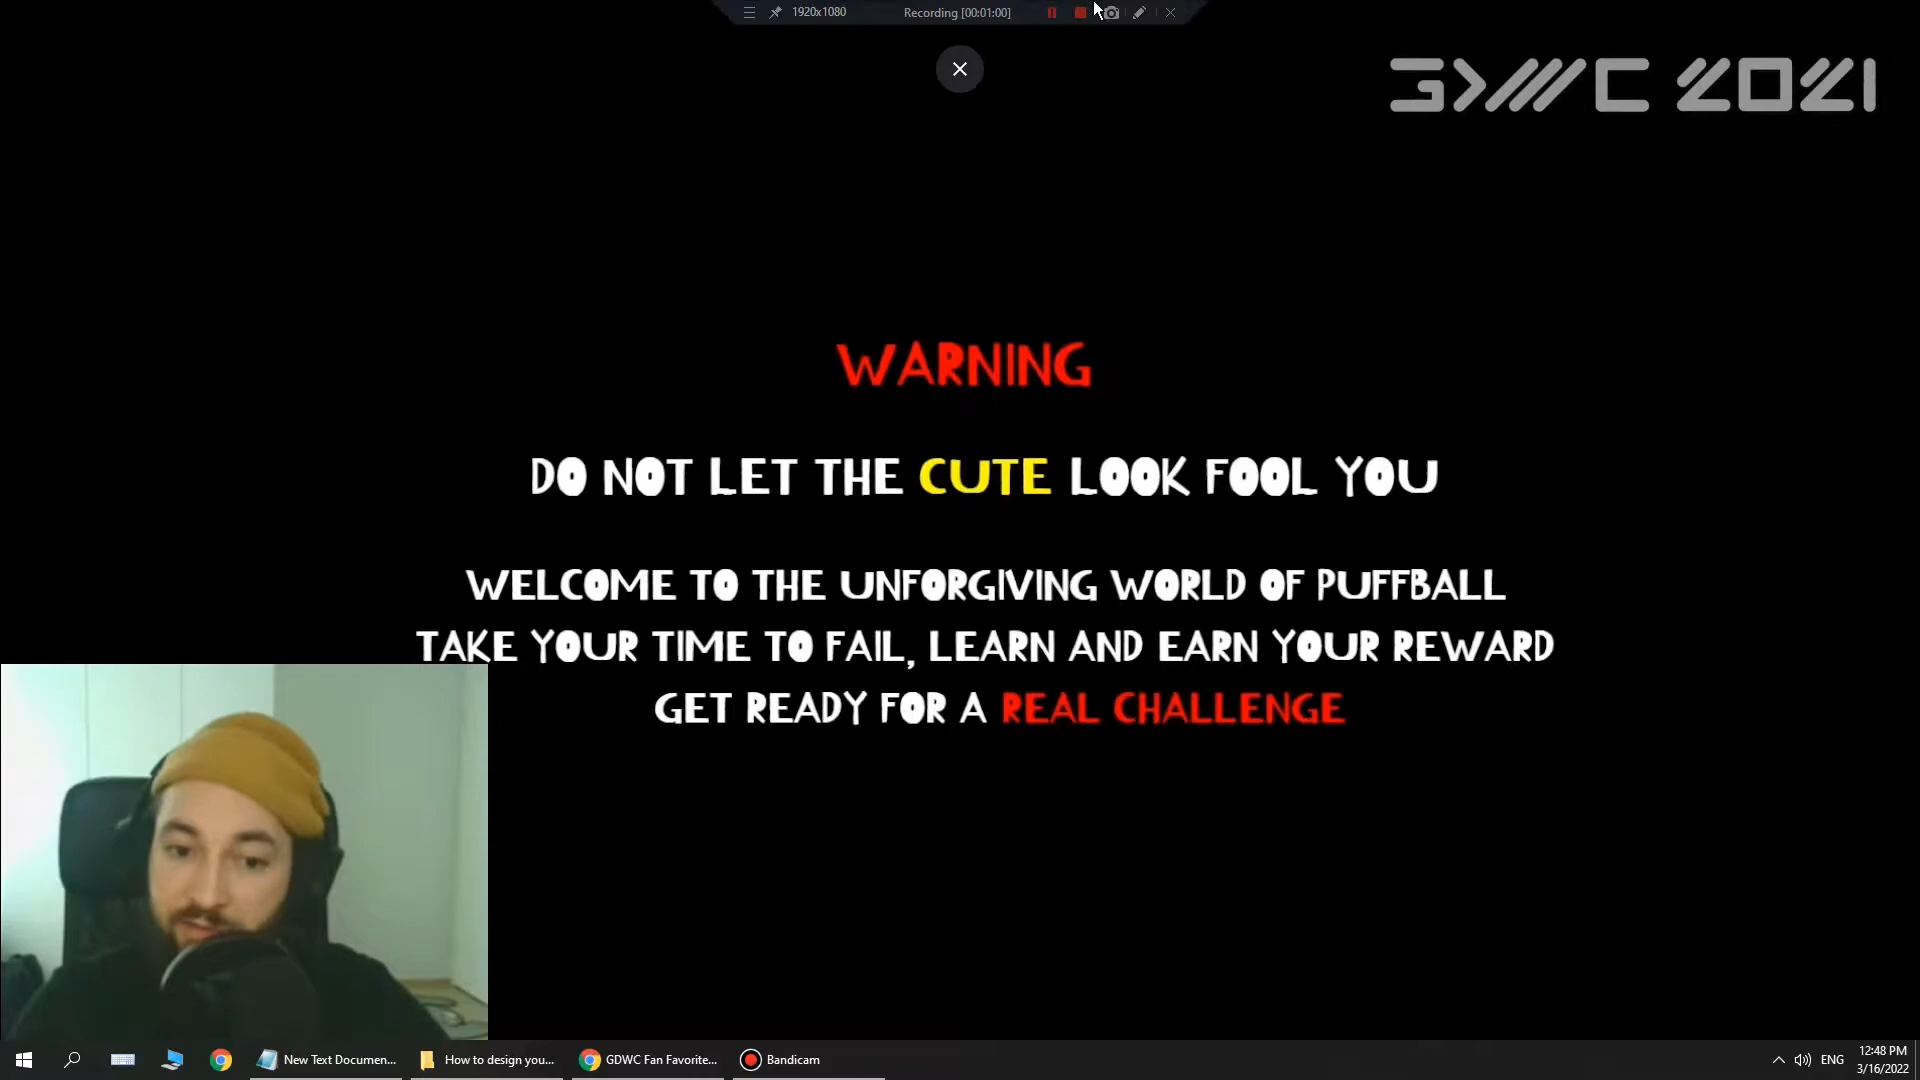 1920x1080
Recording [00:01:00]
GDWC 2021
WARNING
DO NOT LET THE CUTE LOOK FOOL YOU
WELCOME TO THE UNFORGIVING WORLD OF PUFFBALL
TAKE YOUR TIME TO FAIL, LEARN AND EARN YOUR REWARD
GET READY FOR A REAL CHALLENGE
New Text Documen...
How to design you...
GDWC Fan Favorite...
Bandicam
ENG
12:48 PM
3/16/2022